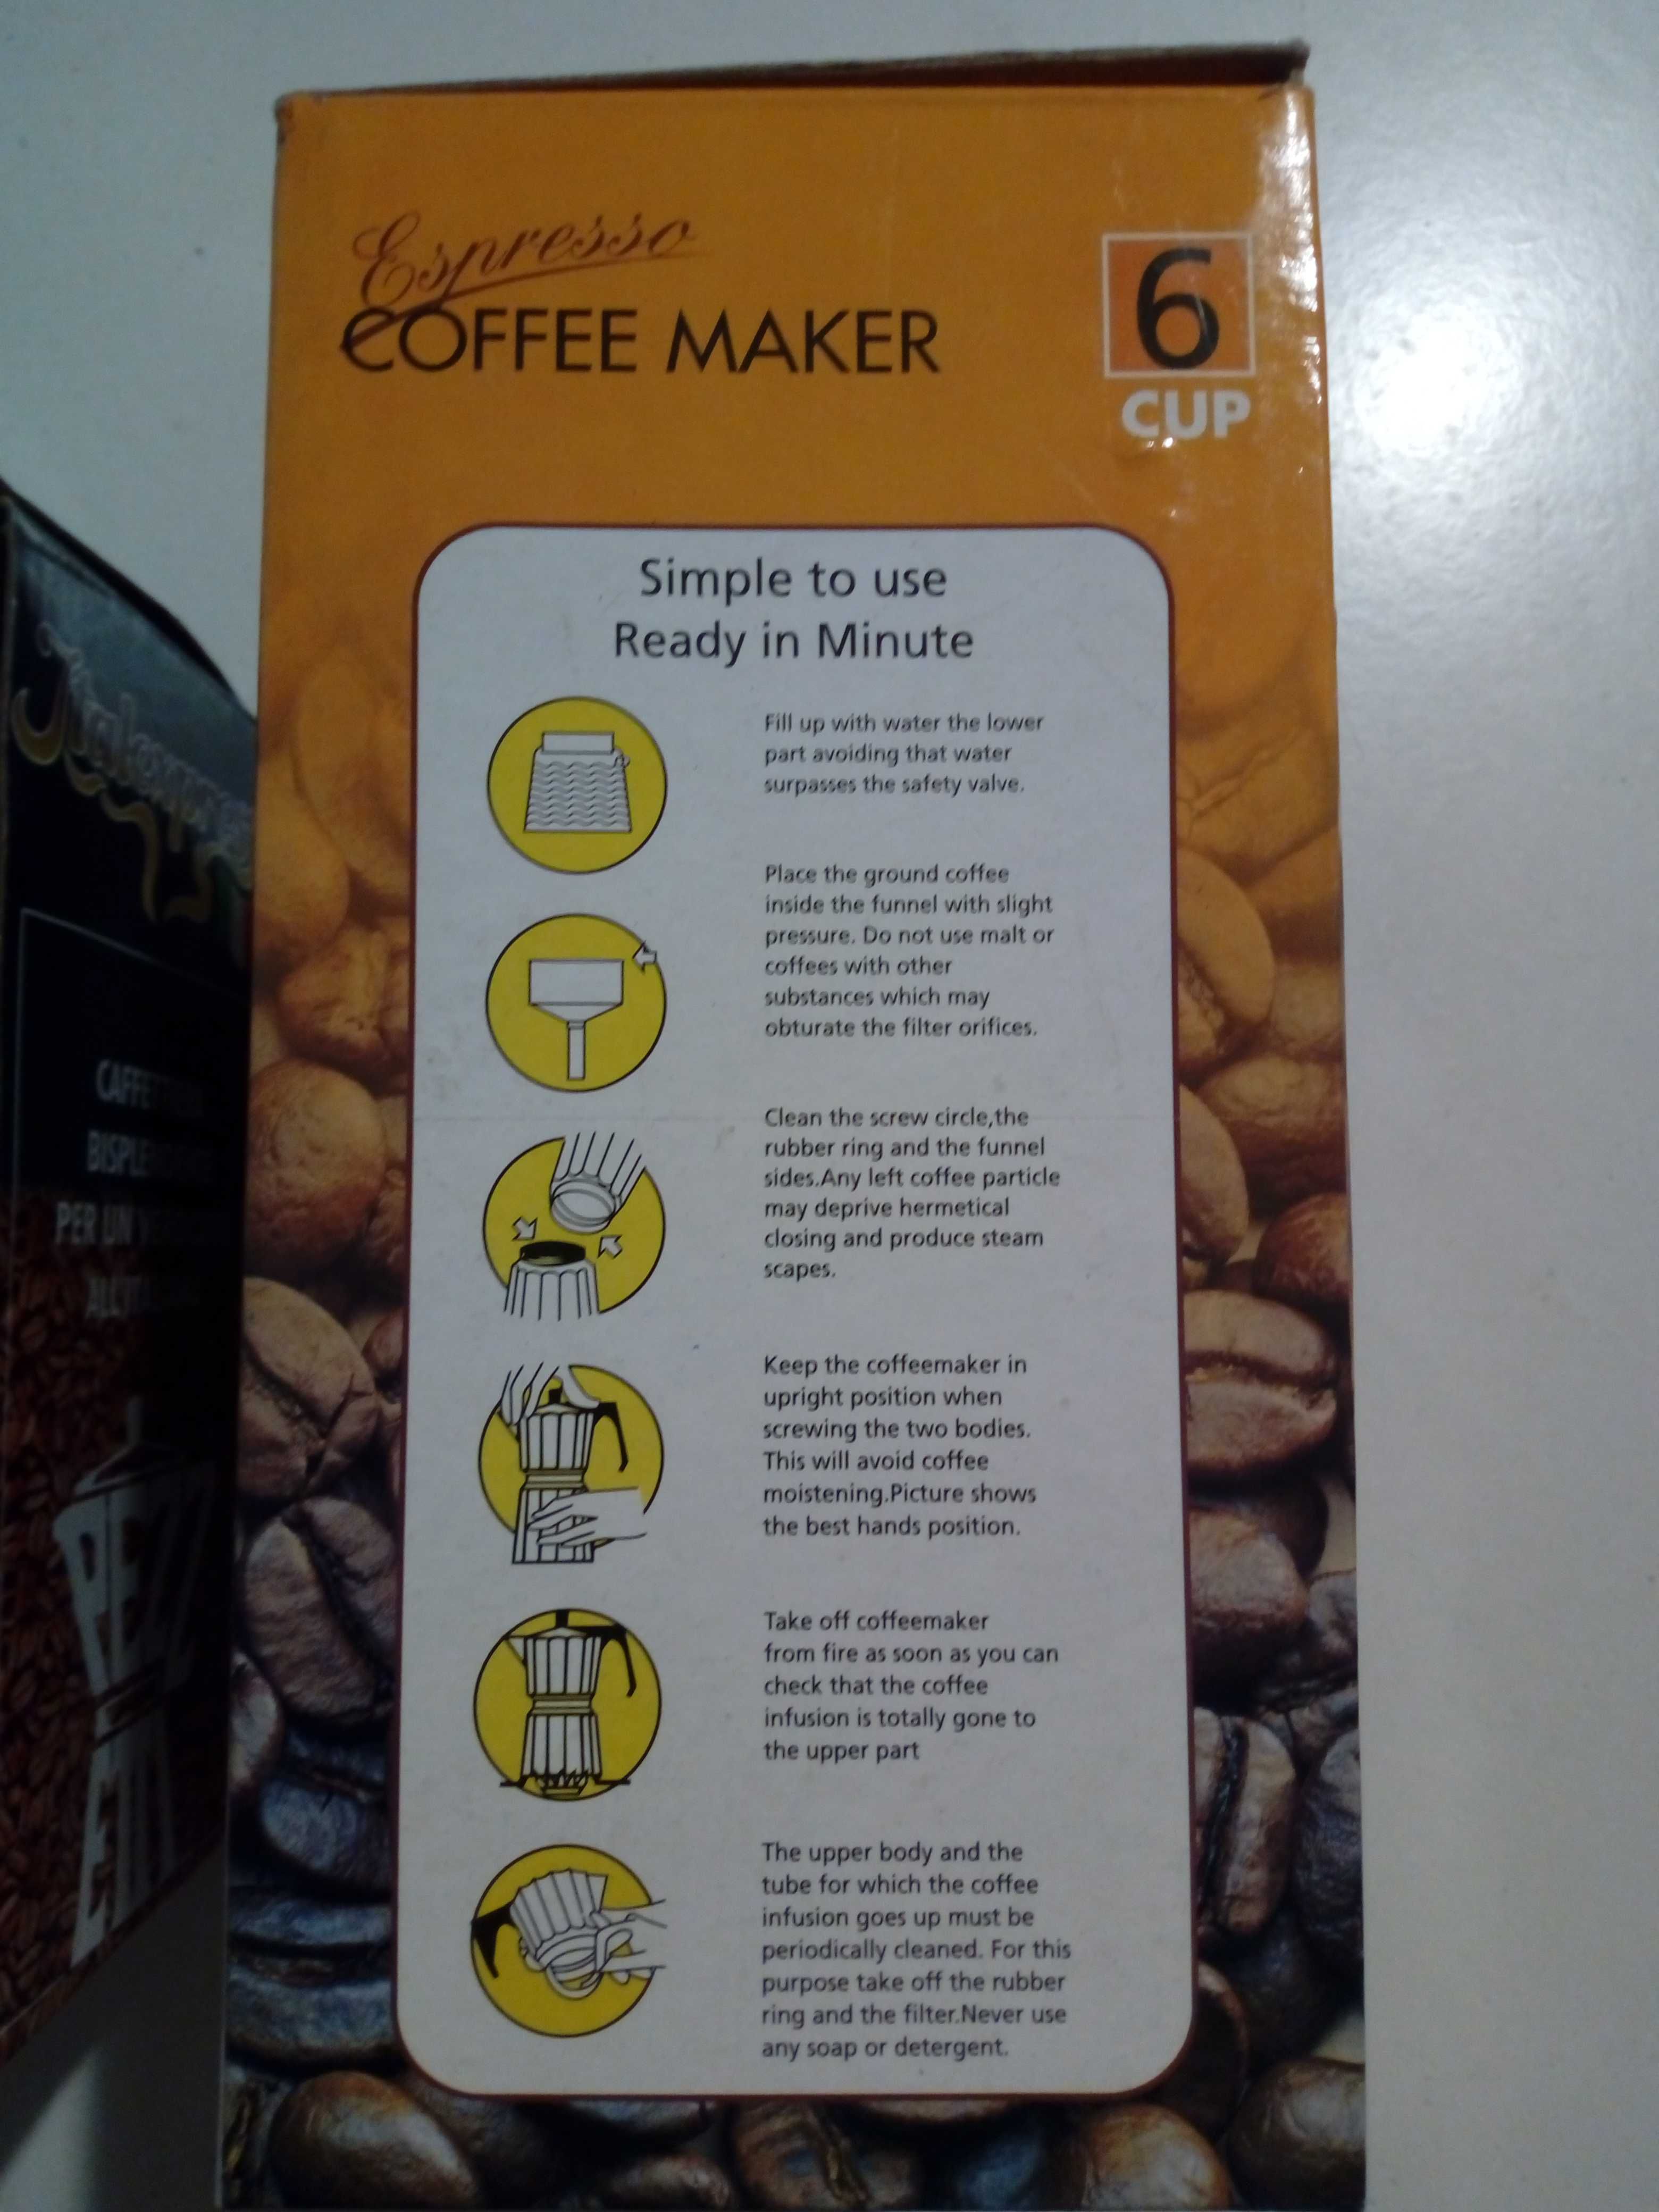 Espresso
COFFEE MAKER
6
CUP
Simple to use
Ready in Minute
Fill up with water the lower
part avoiding that water
surpasses the safety valve.
Place the ground coffee
inside the funnel with slight
pressure. Do not use malt or
coffees with other
substances which may
obturate the filter orifices.
Clean the screw circle,the
rubber ring and the funnel
sides.Any left coffee particle
may deprive hermetical
closing and produce steam
scapes.
Keep the coffeemaker in
upright position when
screwing the two bodies.
This will avoid coffee
moistening.Picture shows
the best hands position.
Take off coffeemaker
from fire as soon as you can
check that the coffee
infusion is totally gone to
the upper part
The upper body and the
tube for which the coffee
infusion goes up must be
periodically cleaned. For this
purpose take off the rubber
ring and the filter.Never use
any soap or detergent.
PER UN